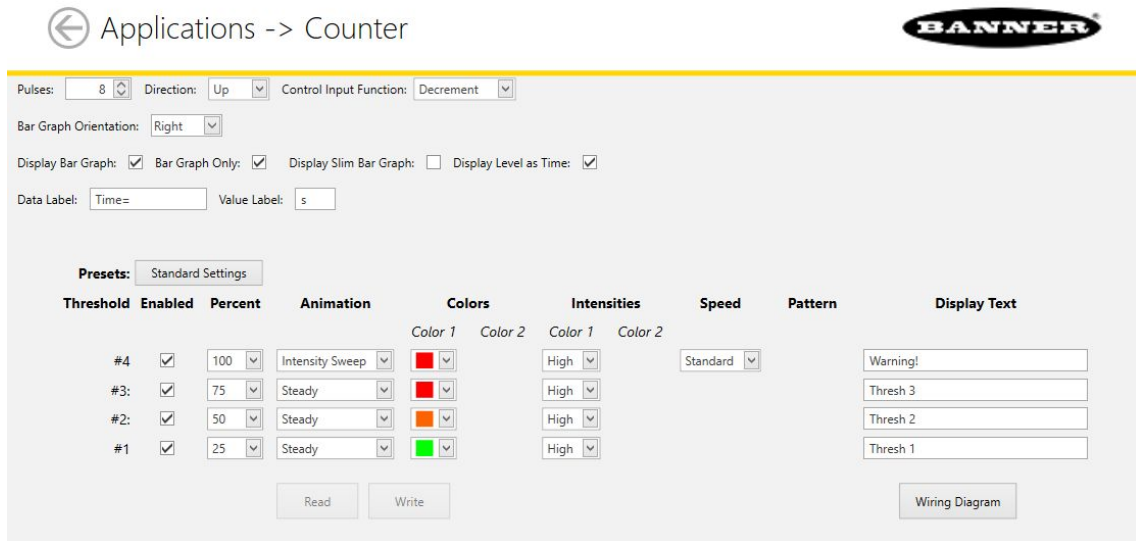 Applications -> Counter
BANNER
Pulses: 8 Direction: Up Control Input Function: Decrement
Bar Graph Orientation: Right
Display Bar Graph: Bar Graph Only: Display Slim Bar Graph: Display Level as Time:
Data Label: Time= Value Label: s
Presets: Standard Settings
Threshold Enabled Percent Animation Colors Intensities Speed Pattern Display Text
Color 1 Color 2 Color 1 Color 2
#4 100 Intensity Sweep High Standard Warning!
#3: 75 Steady High Thresh 3
#2: 50 Steady High Thresh 2
#1 25 Steady High Thresh 1
Read Write Wiring Diagram